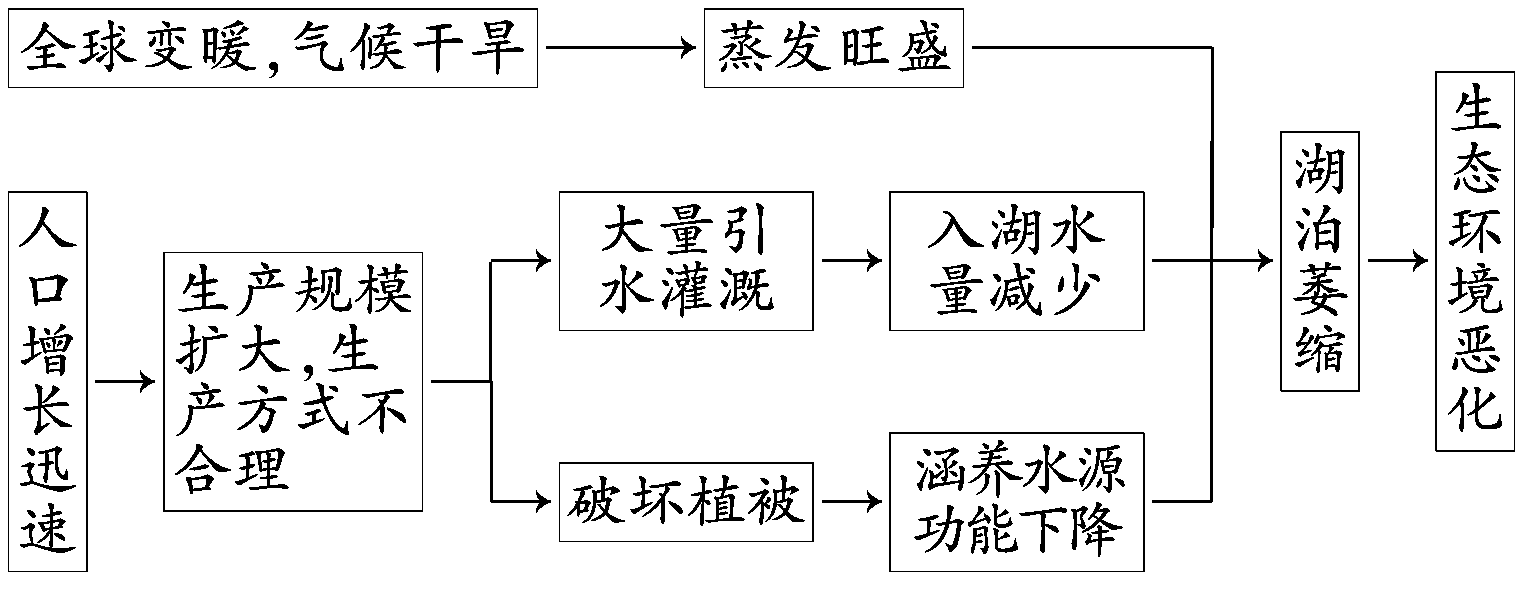 全球变暖,气候干旱
蒸发旺盛
人口增长迅速
生产规模
扩大,生
产方式不
合理
大量引
水灌溉
入湖水
量减少
破坏植被
涵养水源
功能下降
湖泊萎缩
生态环境恶化